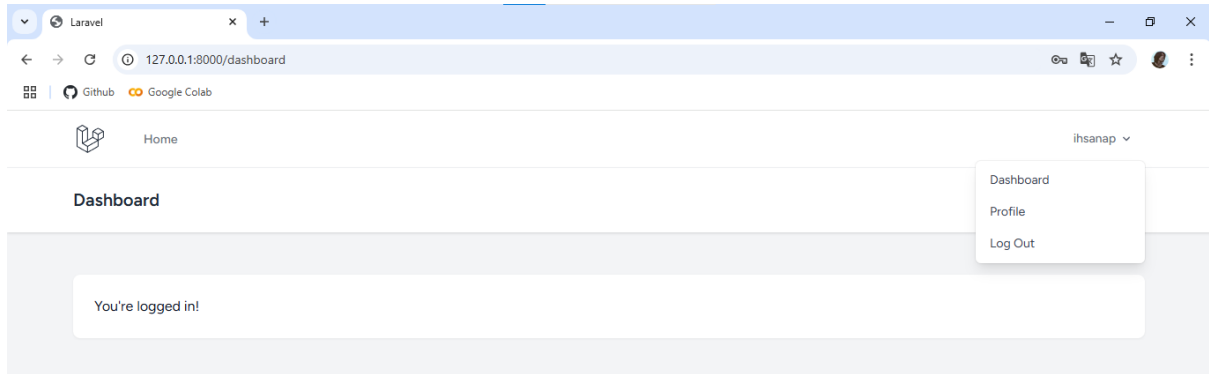 Laravel
127.0.0.1:8000/dashboard
Github Google Colab
Home ihsanap
Dashboard
Profile
Log Out
Dashboard
You're logged in!